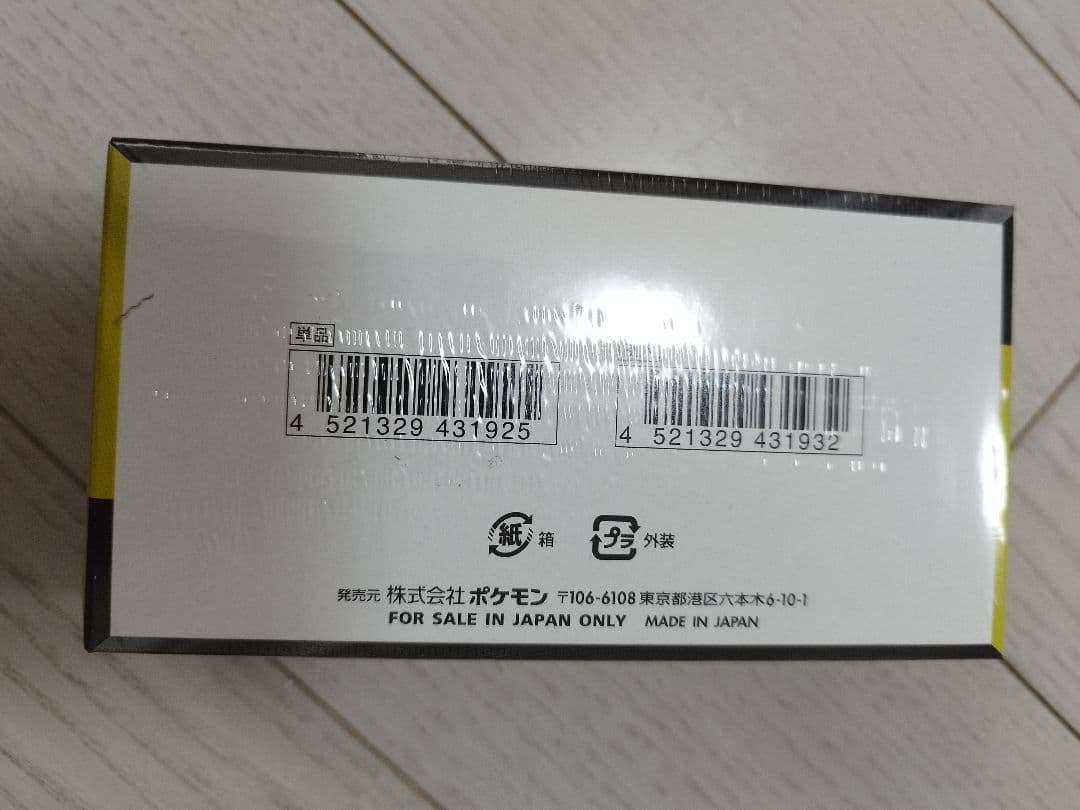 単品
4 521329 431925
4 521329 431932
紙 箱
プラ 外装
発売元 株式会社ポケモン 〒106-6108 東京都港区六本木6-10-1
FOR SALE IN JAPAN ONLY MADE IN JAPAN